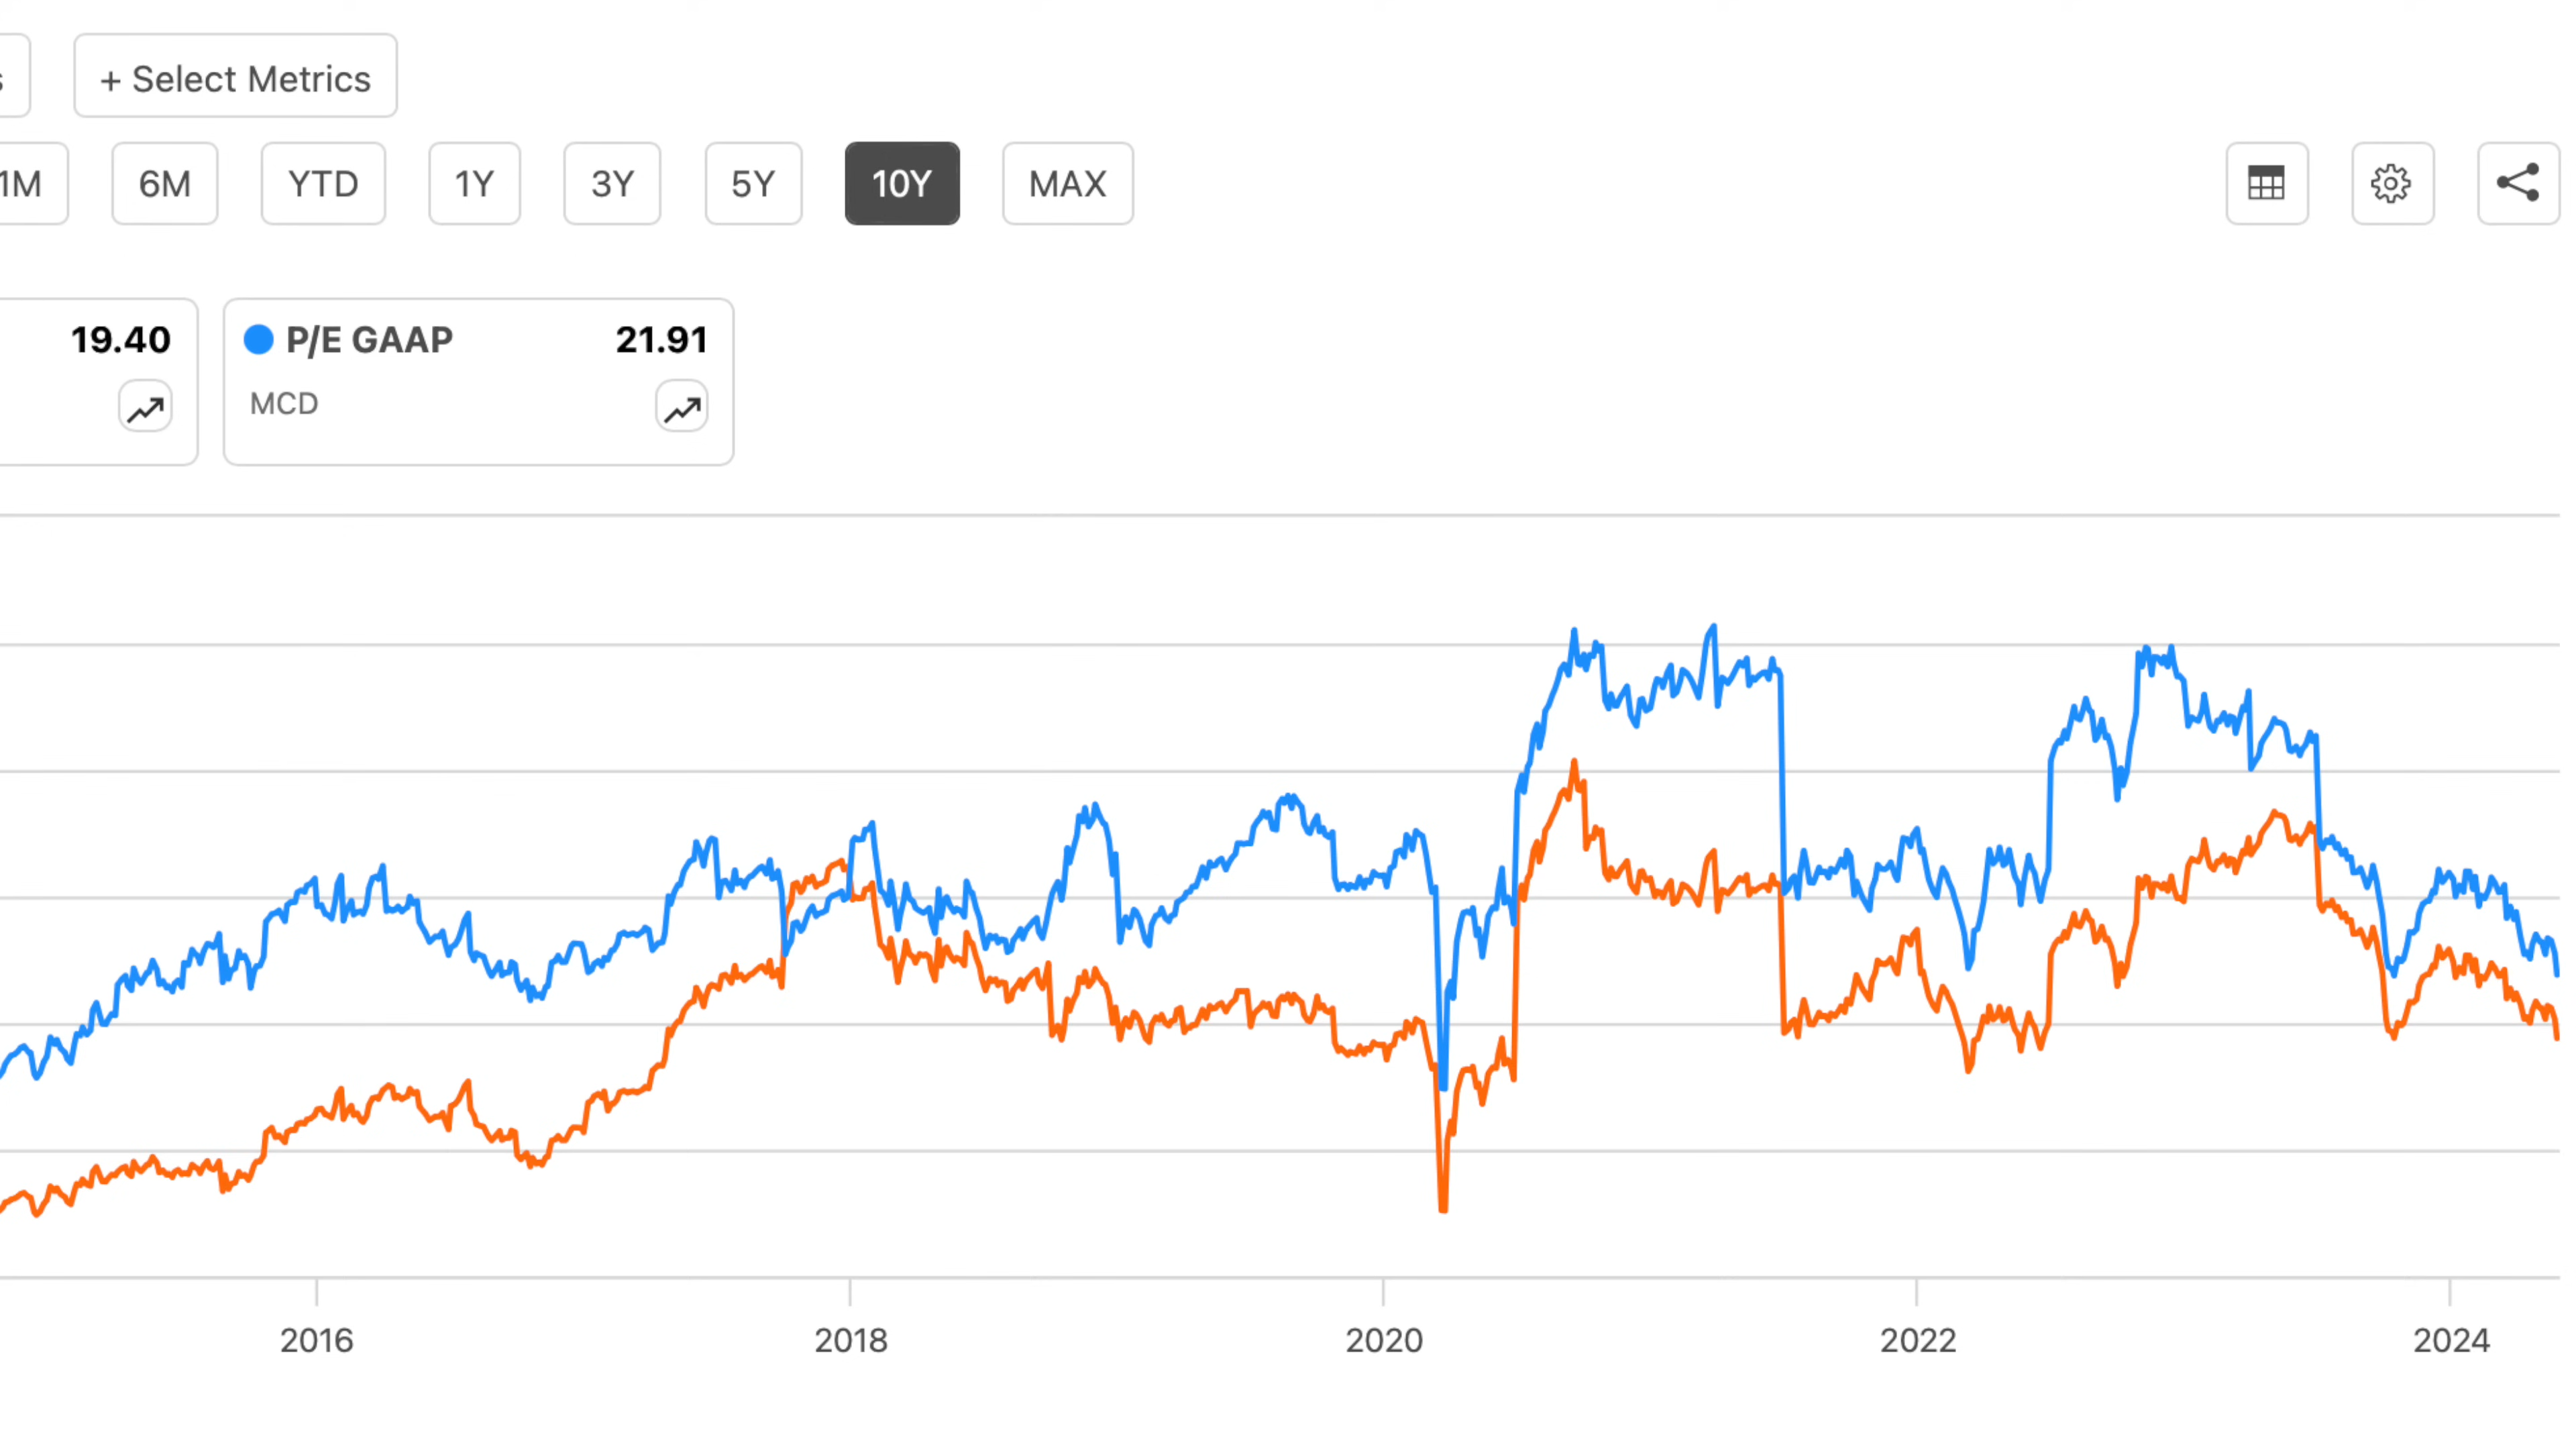 + Select Metrics
1M 6M YTD 1Y 3Y 5Y 10Y MAX
19.40
P/E GAAP 21.91
MCD
2016 2018 2020 2022 2024